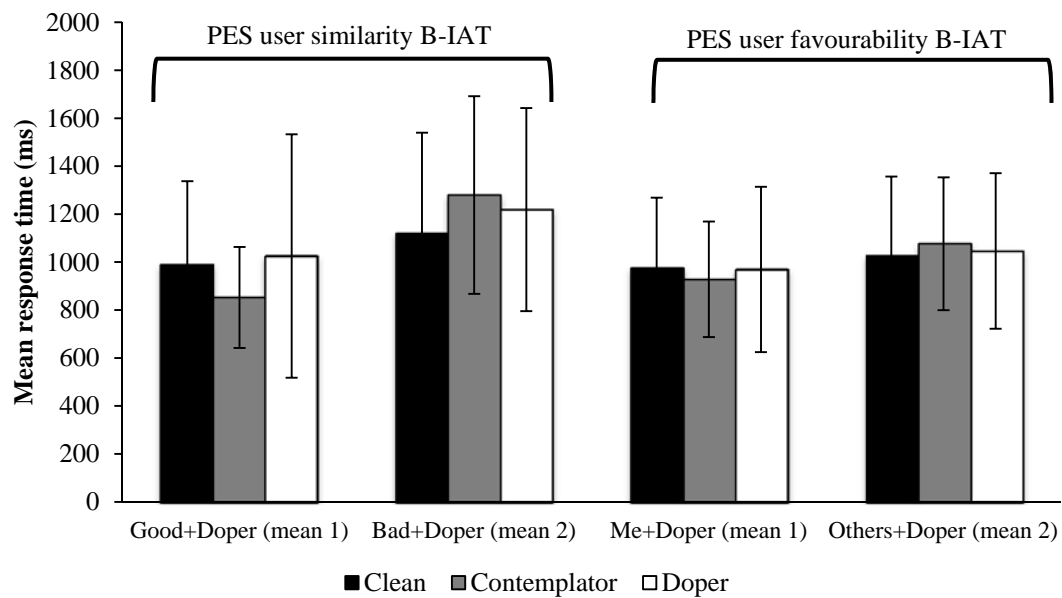 2000
1800
1600
1400
1200
1000
800
600
400
200
0
Mean response time (ms)
PES user similarity B-IAT
PES user favourability B-IAT
Good+Doper (mean 1)
Bad+Doper (mean 2)
Me+Doper (mean 1)
Others+Doper (mean 2)
Clean
Contemplator
Doper